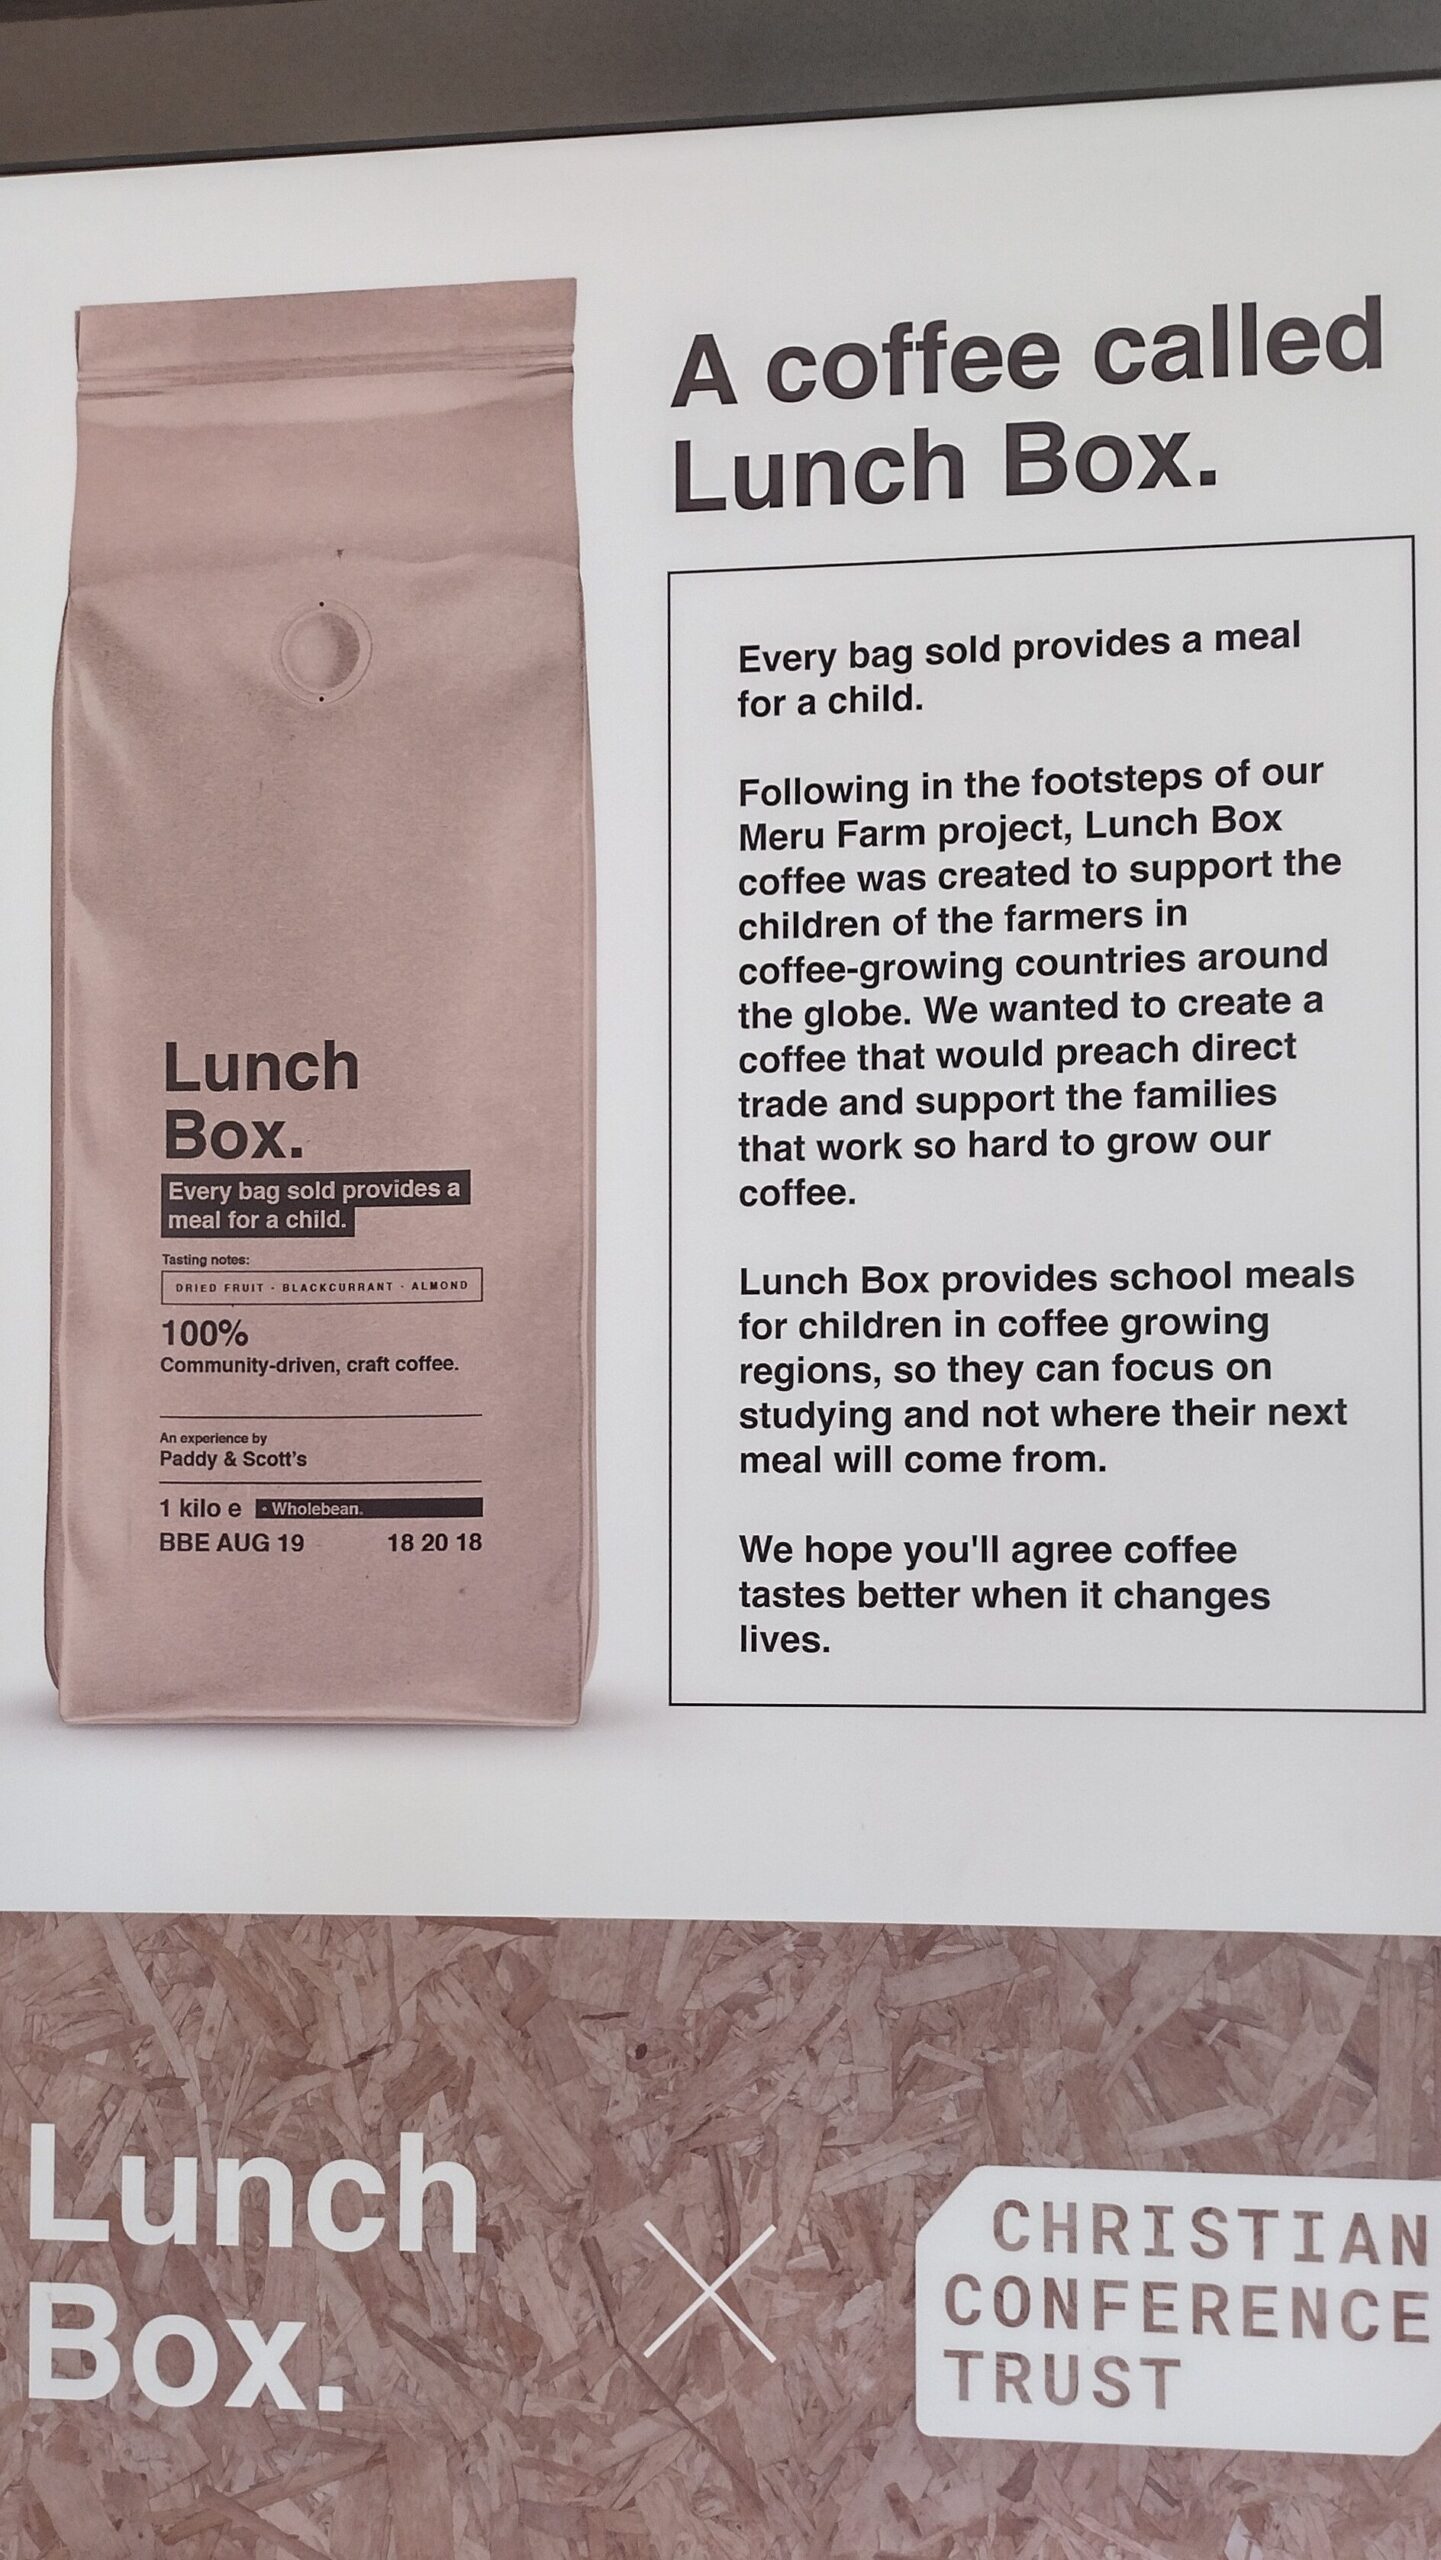 A coffee called
Lunch Box.
Every bag sold provides a meal
for a child.
Following in the footsteps of our
Meru Farm project, Lunch Box
coffee was created to support the
children of the farmers in
coffee-growing countries around
the globe. We wanted to create a
coffee that would preach direct
trade and support the families
that work so hard to grow our
coffee.
Lunch Box provides school meals
for children in coffee growing
regions, so they can focus on
studying and not where their next
meal will come from.
We hope you'll agree coffee
tastes better when it changes
lives.
Lunch
Box.
Every bag sold provides a
meal for a child.
Tasting notes:
DRIED FRUIT - BLACKCURRANT - ALMOND
100%
Community-driven, craft coffee.
An experience by
Paddy & Scott's
1 kilo e • Wholebean.
BBE AUG 19 18 20 18
Lunch
Box.
CHRISTIAN
CONFERENCE
TRUST